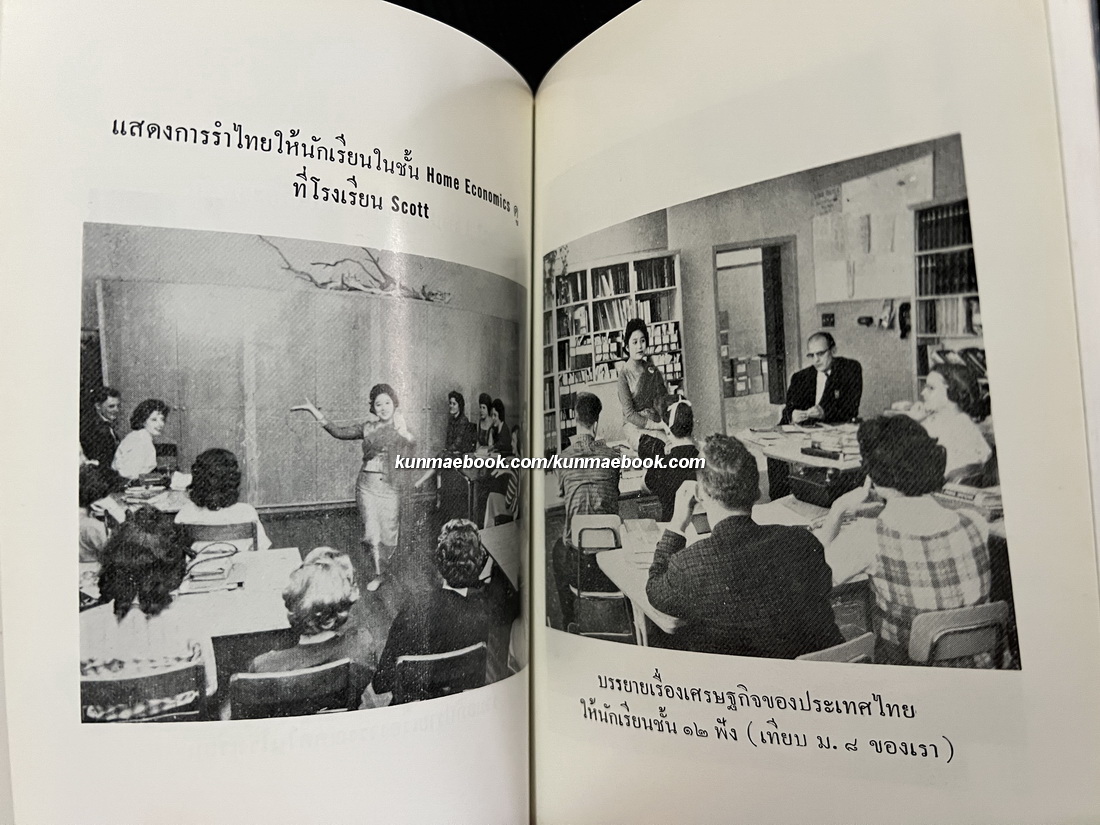 แสดงการรำไทยให้นักเรียนในชั้น Home Economics ดู
ที่โรงเรียน Scott
kunmaebook.com/kunmaebook.com
บรรยายเรื่องเศรษฐกิจของประเทศไทย
ให้นักเรียนชั้น ๑๒ ฟัง (เทียบ ม. ๘ ของเรา)